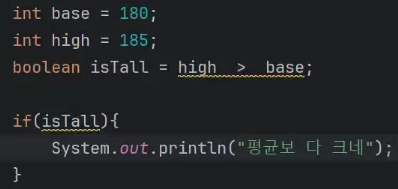 int base = 180;
int high = 185;
boolean isTall = high  >  base;
if(isTall){
System.out.println("평균보 다 크네");
}